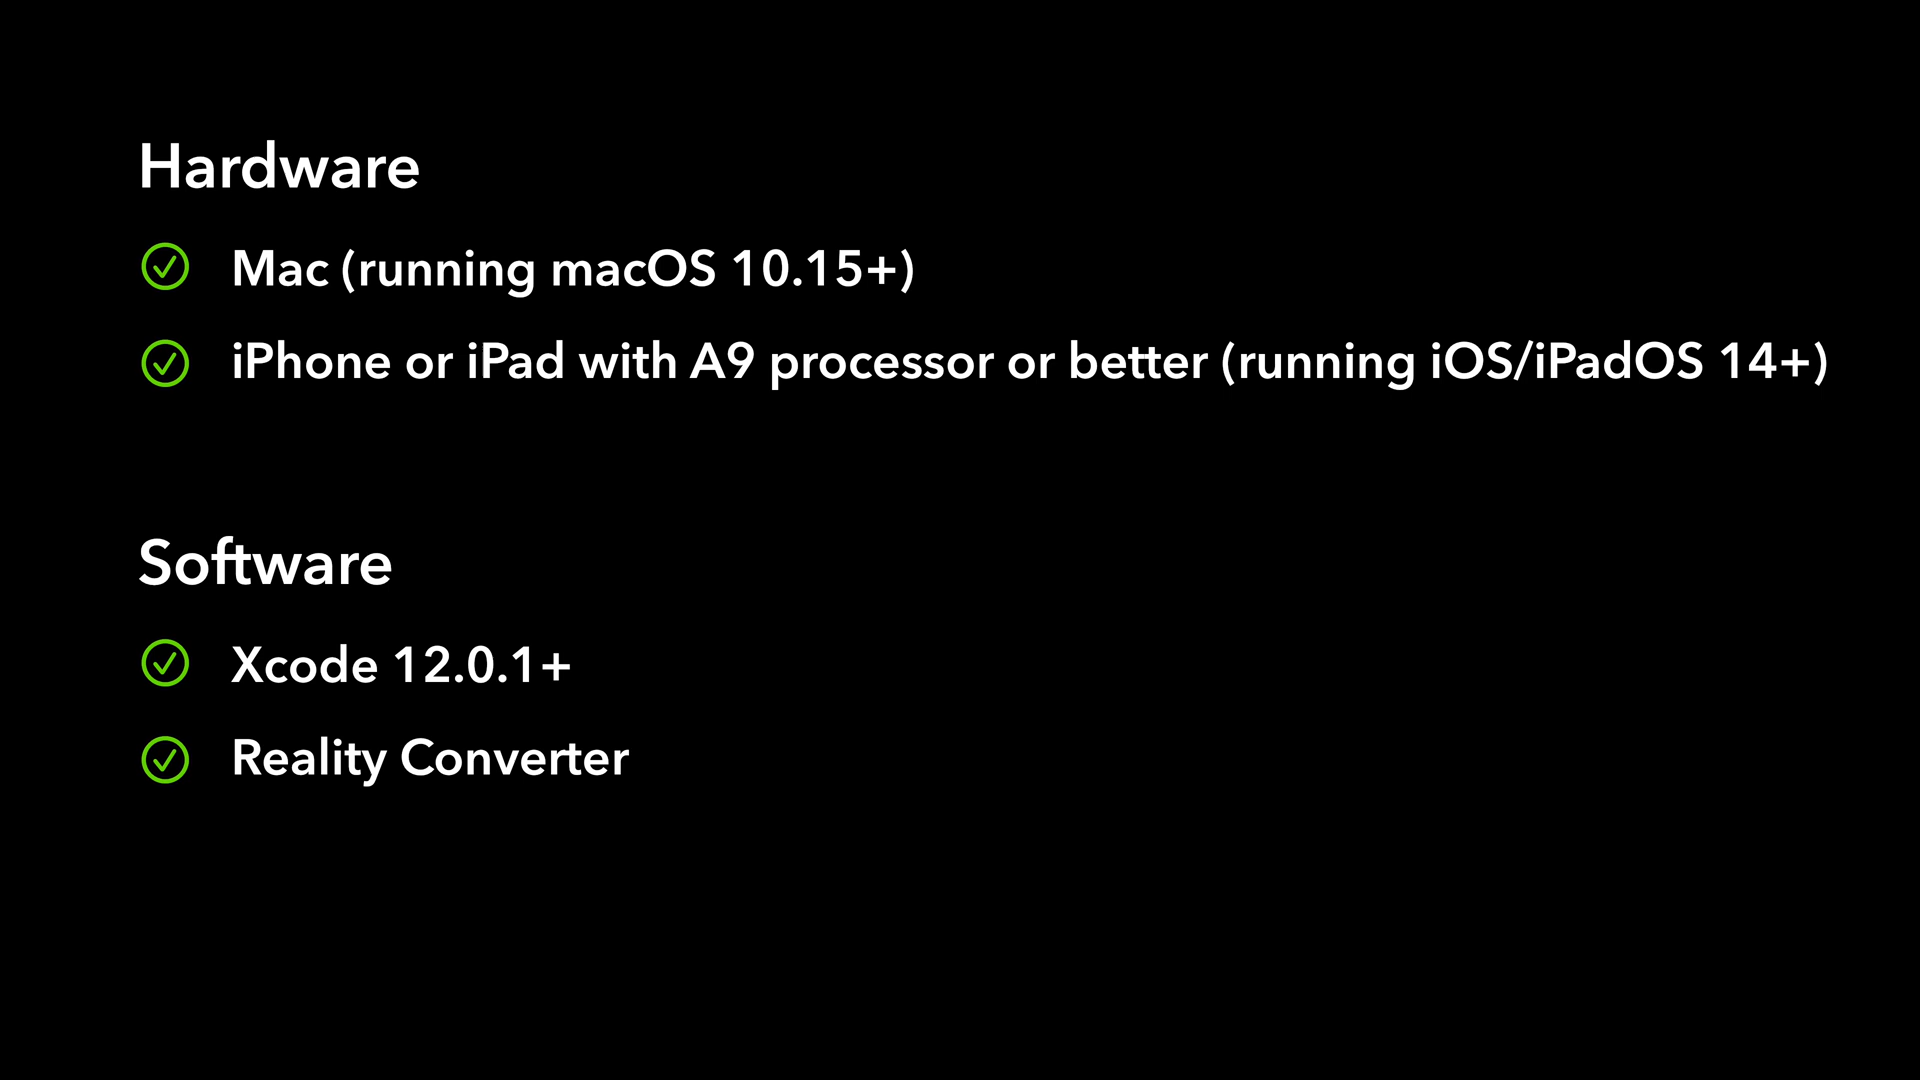 Hardware
Mac (running macOS 10.15+)
iPhone or iPad with A9 processor or better (running iOS/iPadOS 14+)
Software
Xcode 12.0.1+
Reality Converter